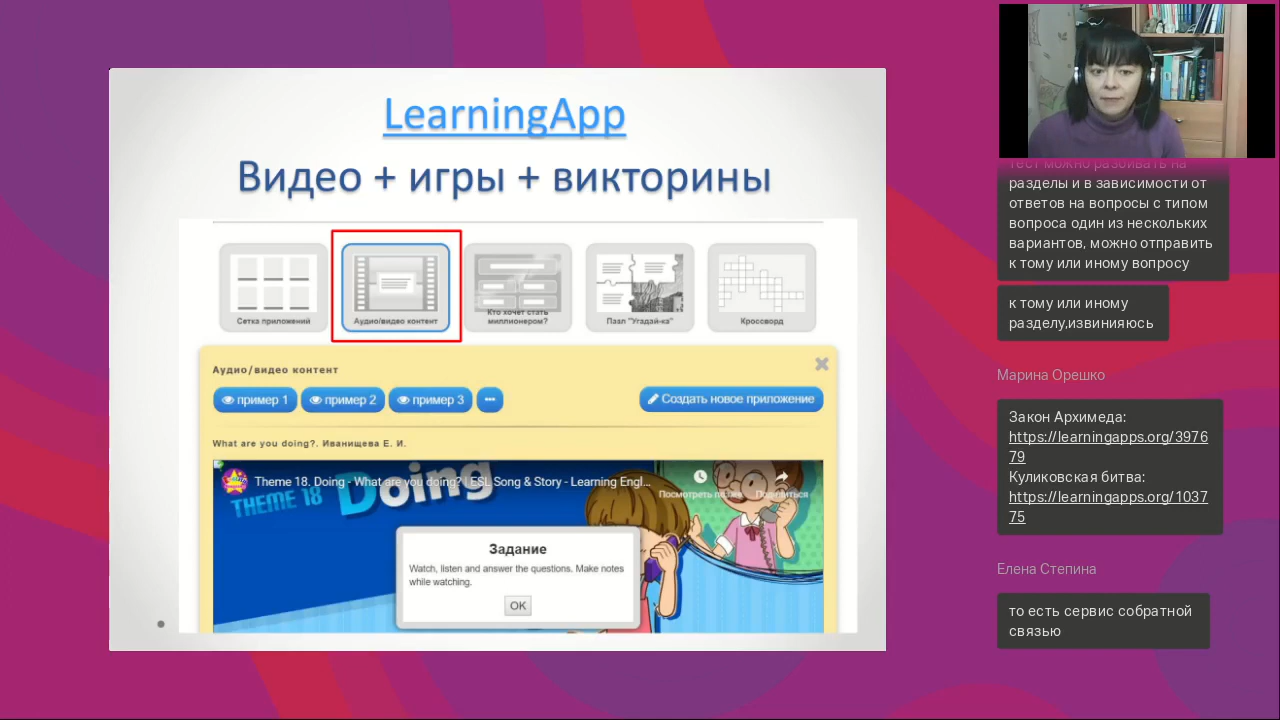 LearningApp
Видео + игры + викторины
Сетка приложений
Аудио/видео контент
Кто хочет стать
миллионером?
Пазл "Угадай-ка"
Кроссворд
Аудио/видео контент
пример 1
пример 2
пример 3
Создать новое приложение
What are you doing?. Иванищева Е. И.
Theme 18. Doing - What are you doing? | ESL Song & Story - Learning Engl...
Посмотреть позже
Поделиться
THEME 18 Doing
Задание
Watch, listen and answer the questions. Make notes
while watching.
OK
тест можно разбивать на
разделы и в зависимости от
ответов на вопросы с типом
вопроса один из нескольких
вариантов, можно отправить
к тому или иному вопросу
к тому или иному
разделу,извинияюсь
Марина Орешко
Закон Архимеда:
https://learningapps.org/3976
79
Куликовская битва:
https://learningapps.org/1037
75
Елена Степина
то есть сервис собратной
связью